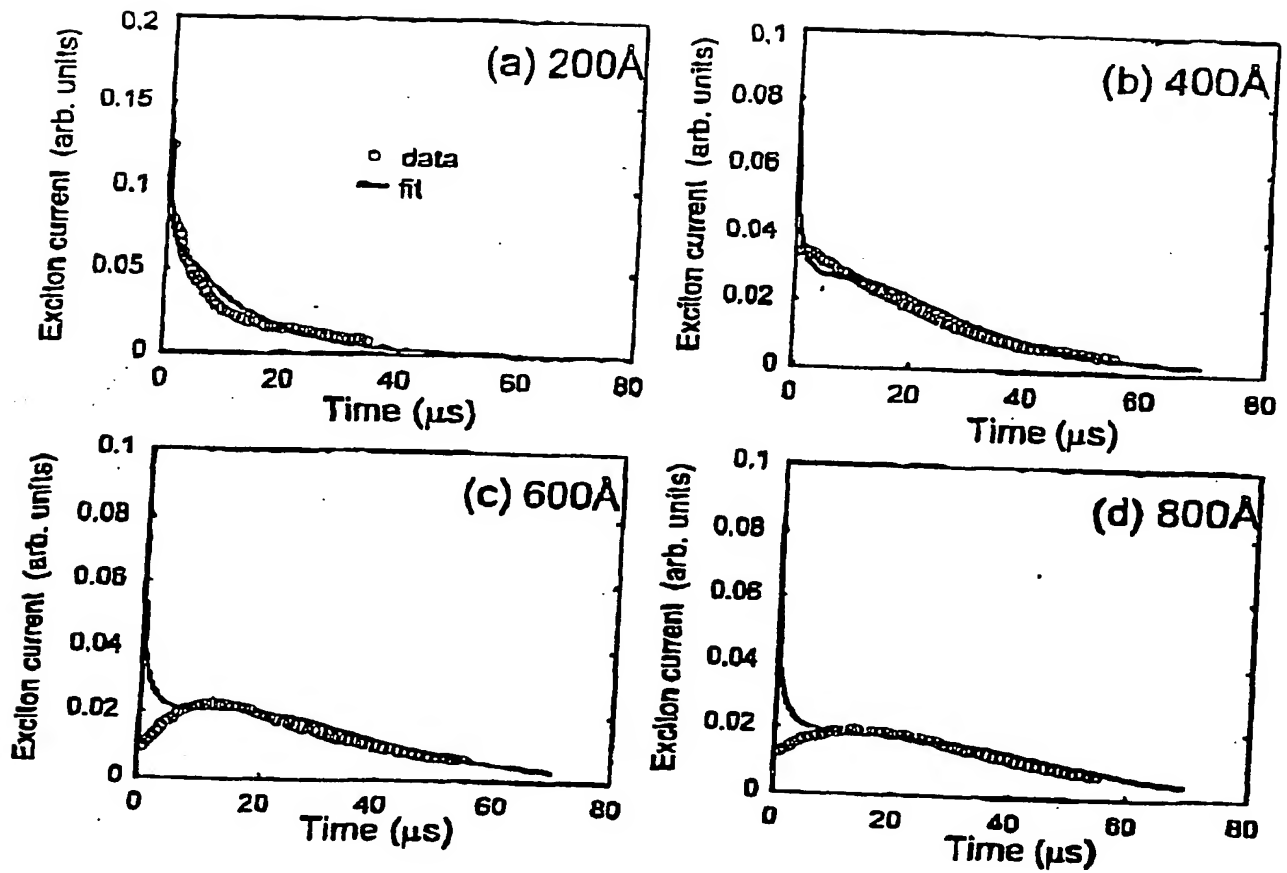 (a) 200Å
Exciton current (arb. units)
0.2
0.15
0.1
0.05
0
data
fit
0 20 40 60 80
Time (μs)
(b) 400Å
Exciton current (arb. units)
0.1
0.08
0.06
0.04
0.02
0
0 20 40 60 80
Time (μs)
(c) 600Å
Exciton current (arb. units)
0.1
0.08
0.06
0.04
0.02
0
0 20 40 60 80
Time (μs)
(d) 800Å
Exciton current (arb. units)
0.1
0.08
0.06
0.04
0.02
0
0 20 40 60 80
Time (μs)